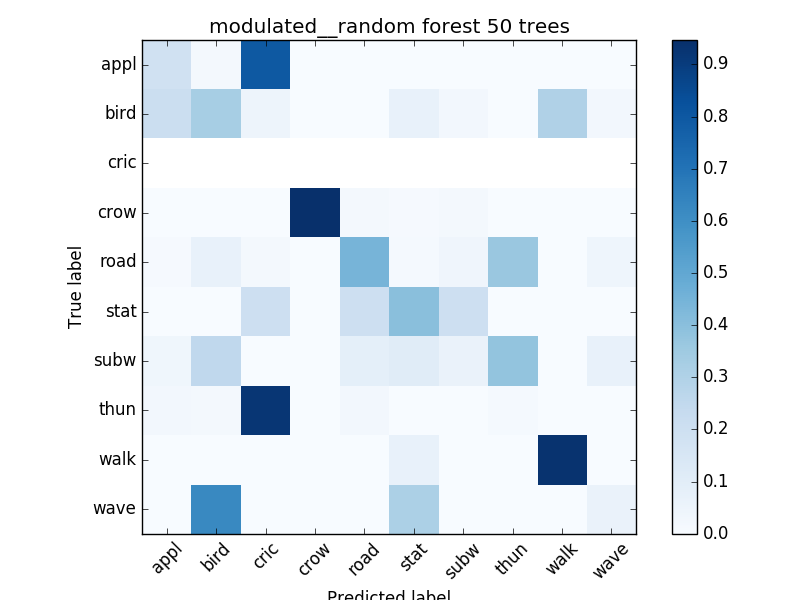 modulated__random forest 50 trees
appl
bird
cric
crow
road
stat
subw
thun
walk
wave
True label
appl bird cric crow road stat subw thun walk wave
Predicted label
0.9
0.8
0.7
0.6
0.5
0.4
0.3
0.2
0.1
0.0